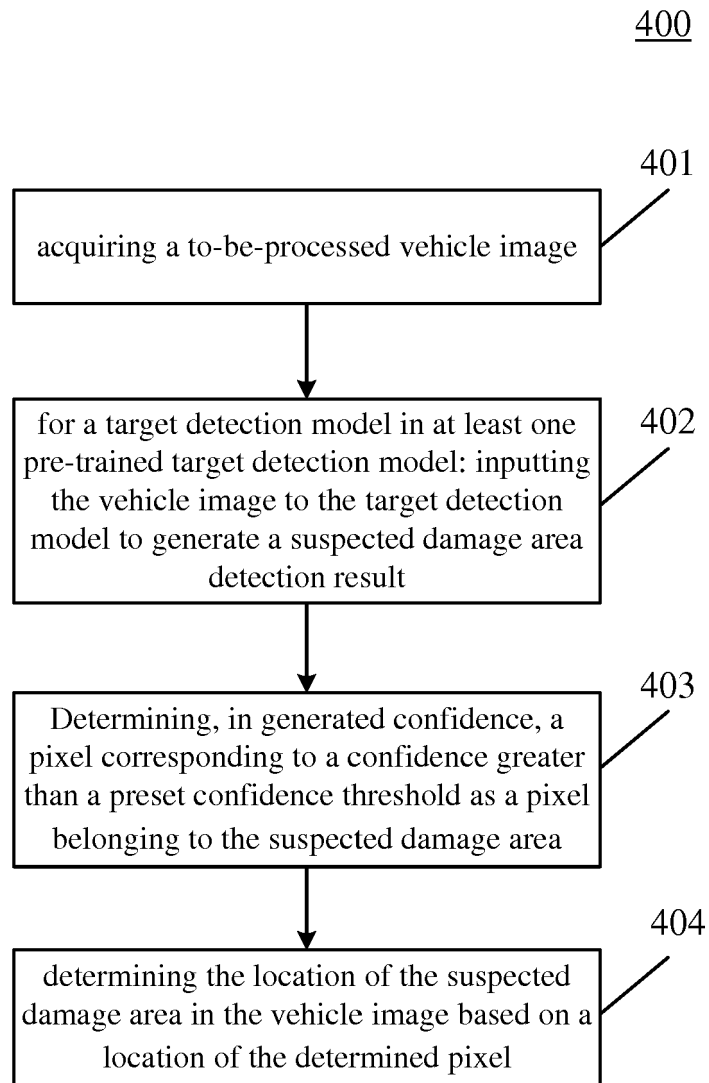 400
401
acquiring a to-be-processed vehicle image
402
for a target detection model in at least one
pre-trained target detection model: inputting
the vehicle image to the target detection
model to generate a suspected damage area
detection result
403
Determining, in generated confidence, a
pixel corresponding to a confidence greater
than a preset confidence threshold as a pixel
belonging to the suspected damage area
404
determining the location of the suspected
damage area in the vehicle image based on a
location of the determined pixel